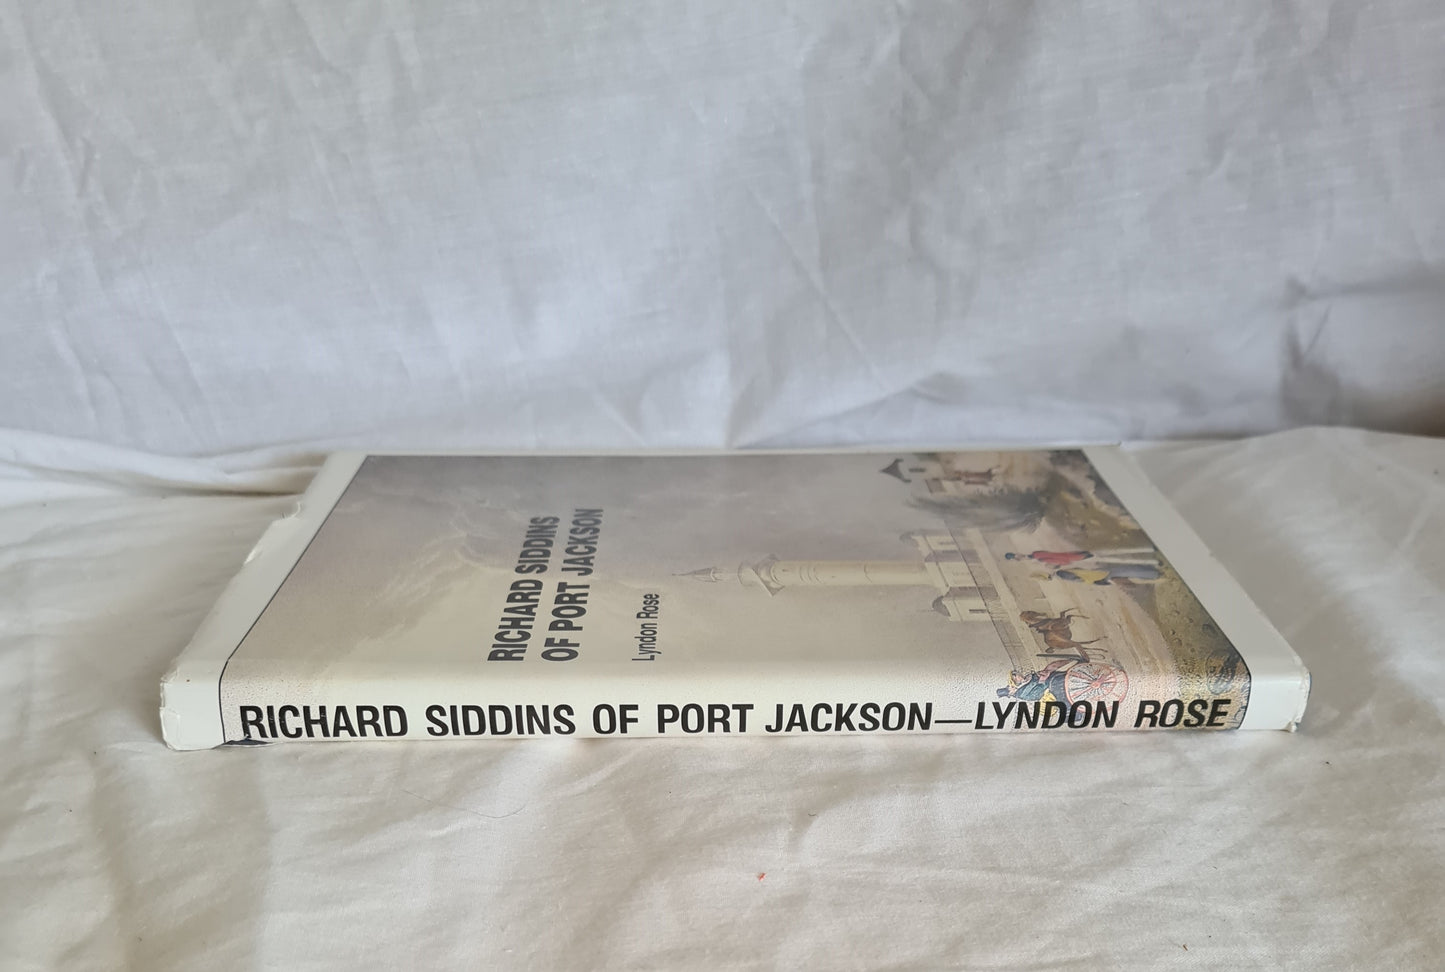 RICHARD SIDDINS
OF PORT JACKSON
Lyndon Rose
RICHARD SIDDINS OF PORT JACKSON—LYNDON ROSE